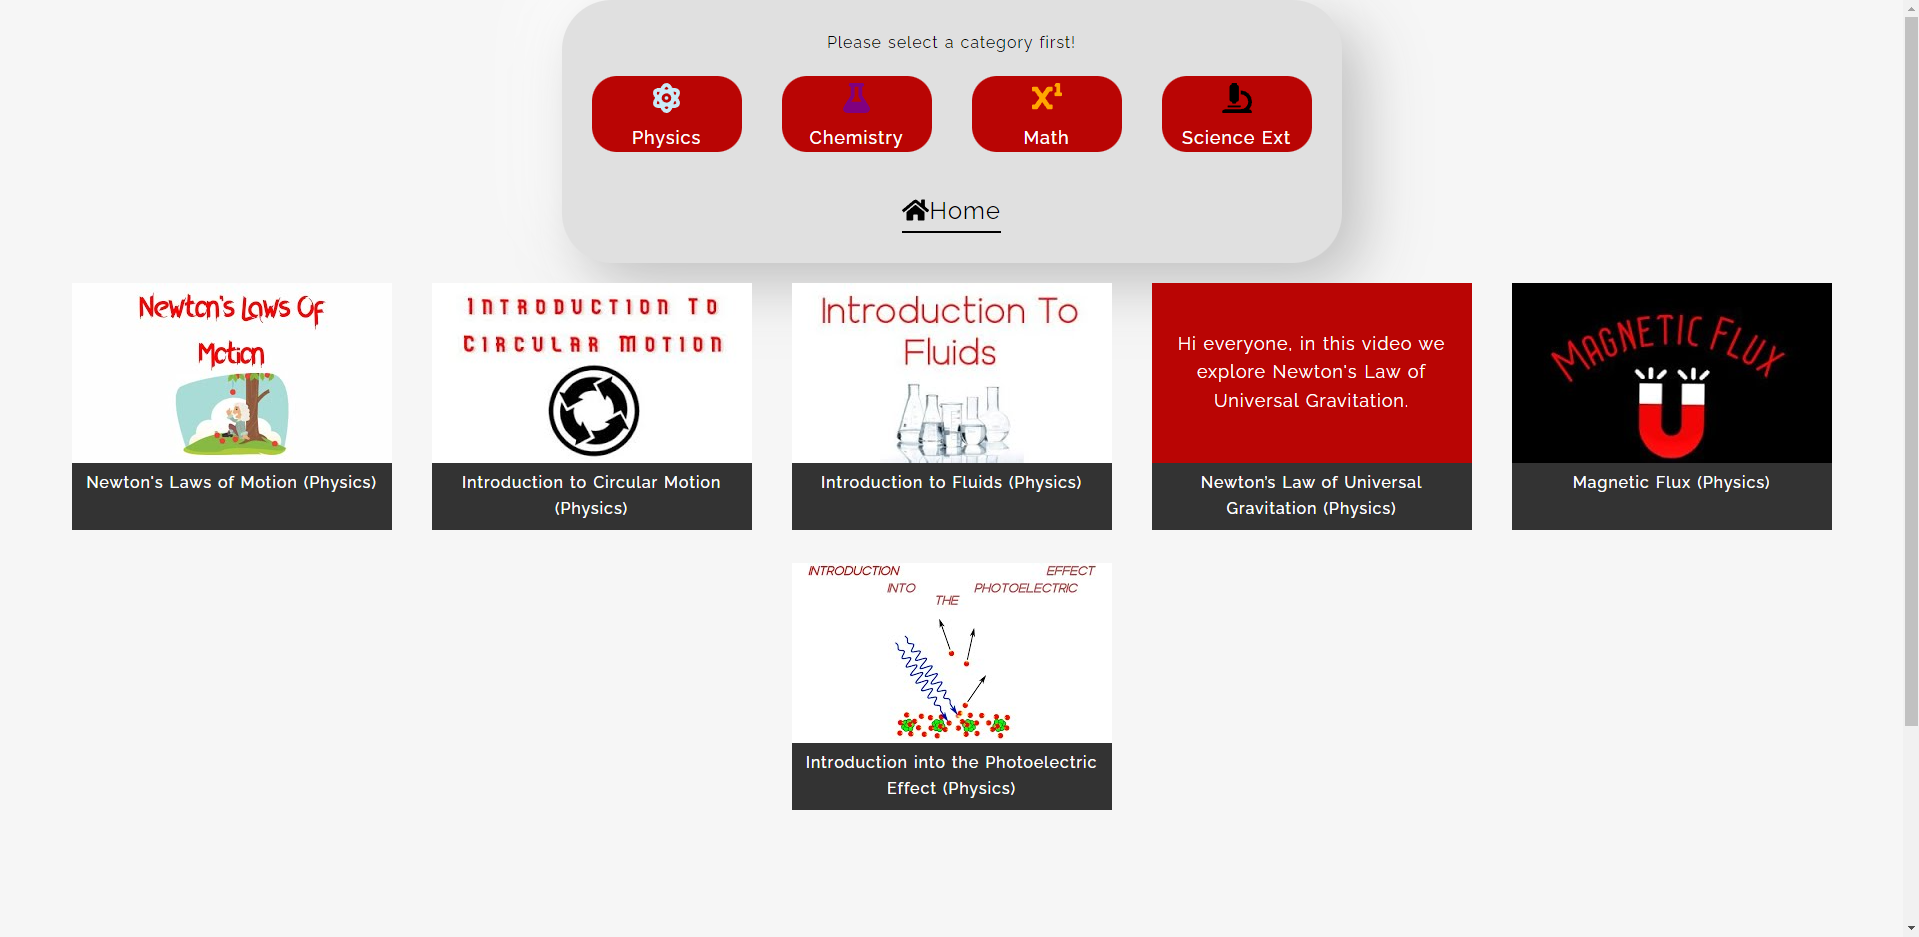 Please select a category first!
Physics
Chemistry
Math
X1
Science Ext
Home
Newton's Laws Of
Motion
Newton's Laws of Motion (Physics)
Introduction To
Circular Motion
Introduction to Circular Motion
(Physics)
Introduction To
Fluids
Introduction to Fluids (Physics)
Hi everyone, in this video we
explore Newton's Law of
Universal Gravitation.
Newton's Law of Universal
Gravitation (Physics)
MAGNETIC FLUX
Magnetic Flux (Physics)
INTRODUCTION
INTO
THE
PHOTOELECTRIC
EFFECT
Introduction into the Photoelectric
Effect (Physics)